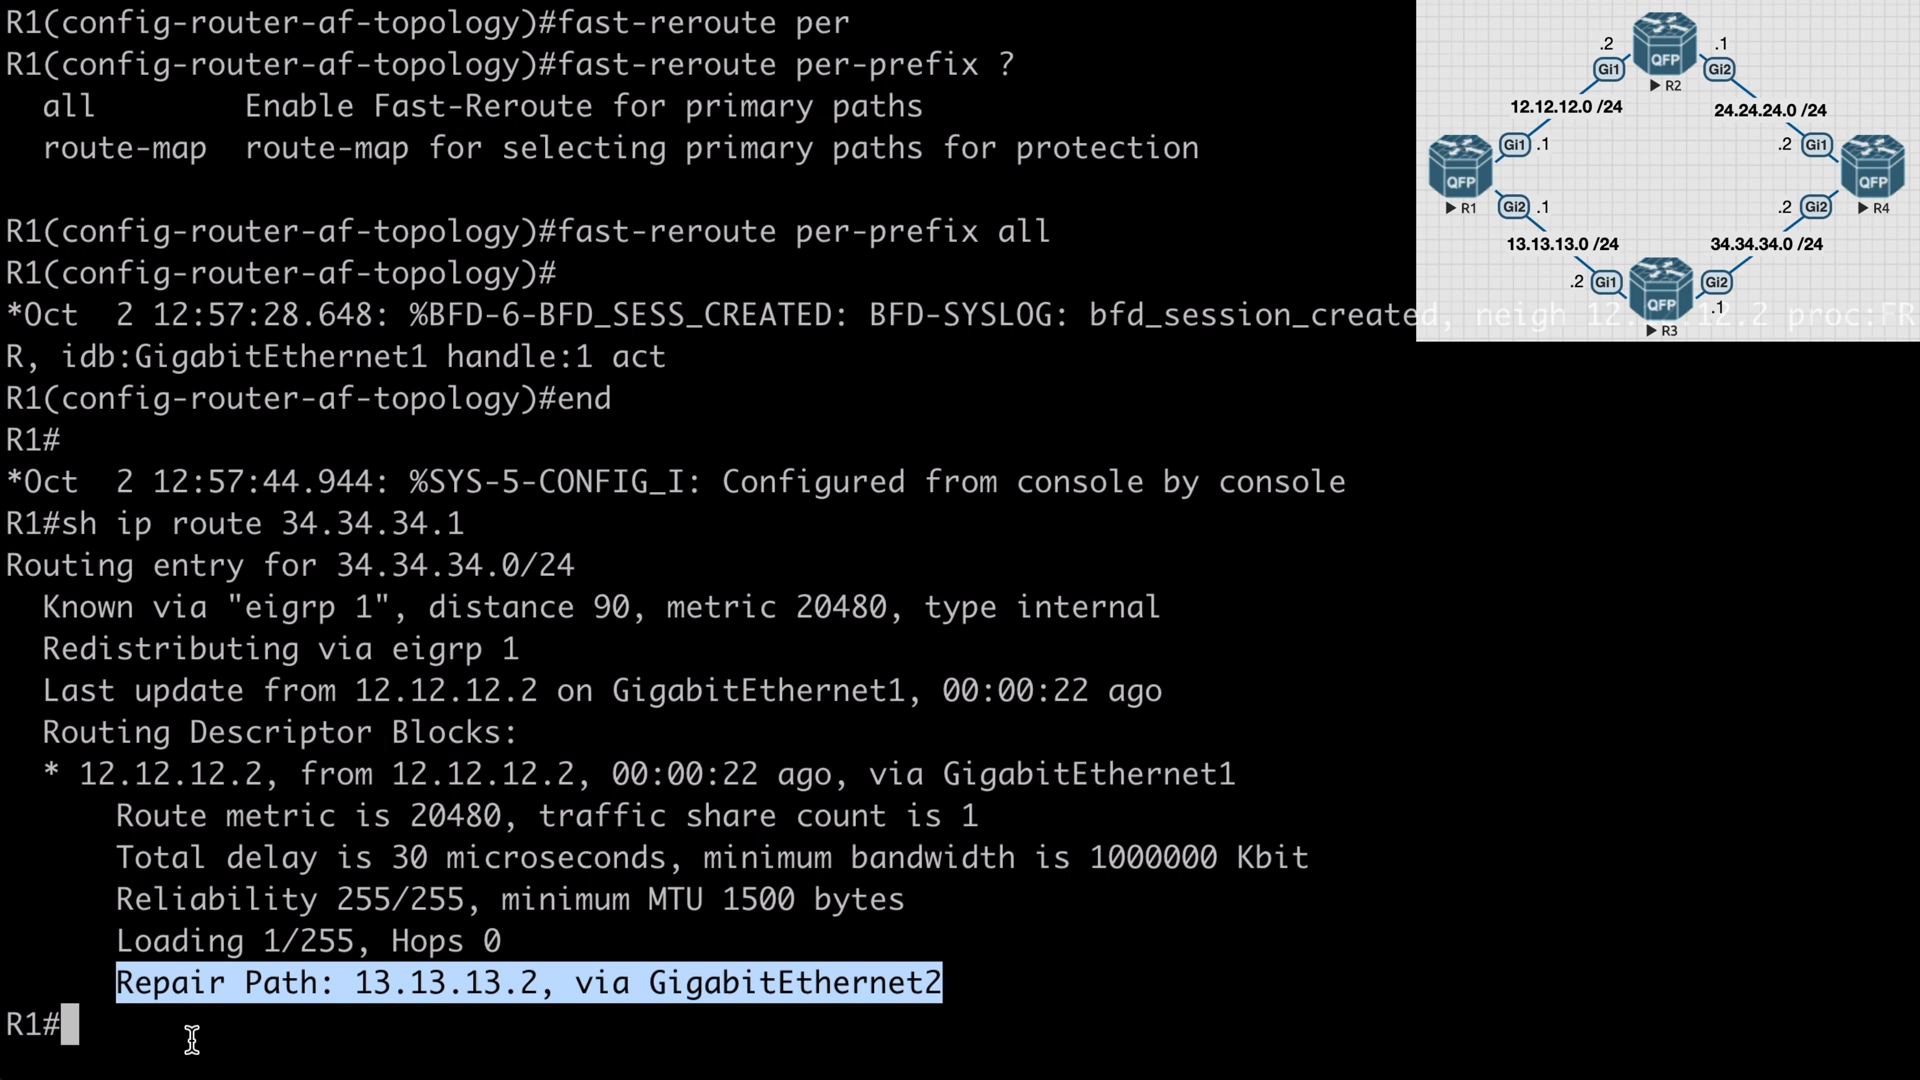 R1(config-router-af-topology)#fast-reroute per
R1(config-router-af-topology)#fast-reroute per-prefix ?
all Enable Fast-Reroute for primary paths
route-map route-map for selecting primary paths for protection
R1(config-router-af-topology)#fast-reroute per-prefix all
R1(config-router-af-topology)#
*Oct 2 12:57:28.648: %BFD-6-BFD_SESS_CREATED: BFD-SYSLOG: bfd_session_created, neigh 12. 12.2 proc:FR
R, idb:GigabitEthernet1 handle:1 act
R1(config-router-af-topology)#end
R1#
*Oct 2 12:57:44.944: %SYS-5-CONFIG_I: Configured from console by console
R1#sh ip route 34.34.34.1
Routing entry for 34.34.34.0/24
Known via "eigrp 1", distance 90, metric 20480, type internal
Redistributing via eigrp 1
Last update from 12.12.12.2 on GigabitEthernet1, 00:00:22 ago
Routing Descriptor Blocks:
* 12.12.12.2, from 12.12.12.2, 00:00:22 ago, via GigabitEthernet1
Route metric is 20480, traffic share count is 1
Total delay is 30 microseconds, minimum bandwidth is 1000000 Kbit
Reliability 255/255, minimum MTU 1500 bytes
Loading 1/255, Hops 0
Repair Path: 13.13.13.2, via GigabitEthernet2
R1#
.2 .1
QFP
Gi1 Gi2
R2
12.12.12.0 /24 24.24.24.0 /24
Gi1 .1 .2 Gi1
QFP QFP
R1 Gi2 .1 .2 Gi2 R4
13.13.13.0 /24 34.34.34.0 /24
.2 Gi1 Gi2
QFP .1
R3